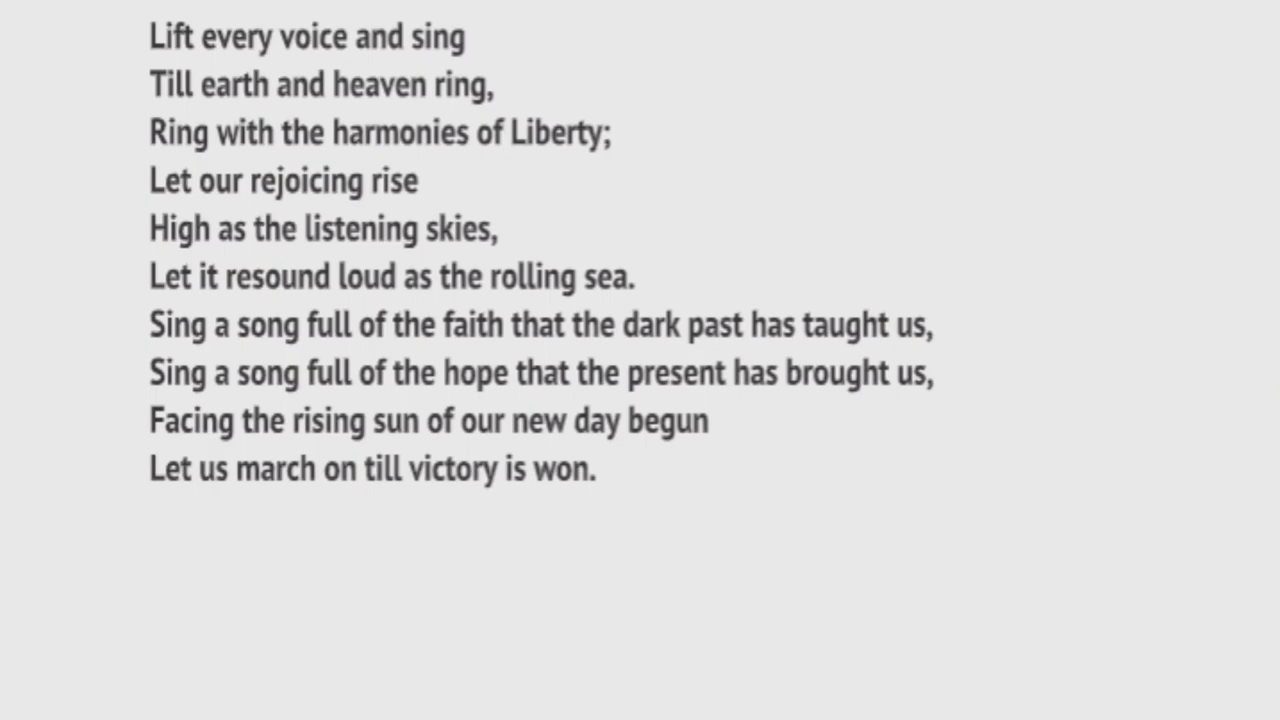 Lift every voice and sing
Till earth and heaven ring,
Ring with the harmonies of Liberty;
Let our rejoicing rise
High as the listening skies,
Let it resound loud as the rolling sea.
Sing a song full of the faith that the dark past has taught us,
Sing a song full of the hope that the present has brought us,
Facing the rising sun of our new day begun
Let us march on till victory is won.